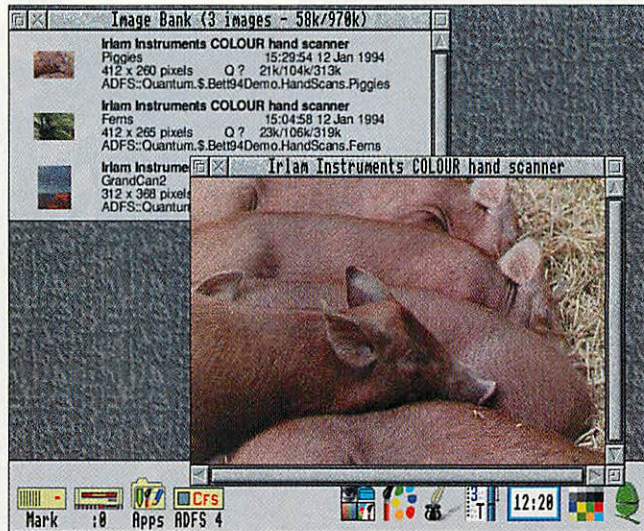 Image Bank (3 images - 58k/970k)
Irlam Instruments COLOUR hand scanner
Piggies 15:29:54 12 Jan 1994
412 x 260 pixels Q ? 21k/104k/313k
ADFS::Quantum.$.Bett94Demo.HandScans.Piggies
Irlam Instruments COLOUR hand scanner
Ferns 15:04:58 12 Jan 1994
412 x 265 pixels Q ? 23k/106k/319k
ADFS::Quantum.$.Bett94Demo.HandScans.Ferns
Irlam Instrume
GrandCan2
312 x 368 pixels
ADFS::Quantum
Irlam Instruments COLOUR hand scanner
CFS
3 T
12:20
Mark :0 Apps ADFS 4